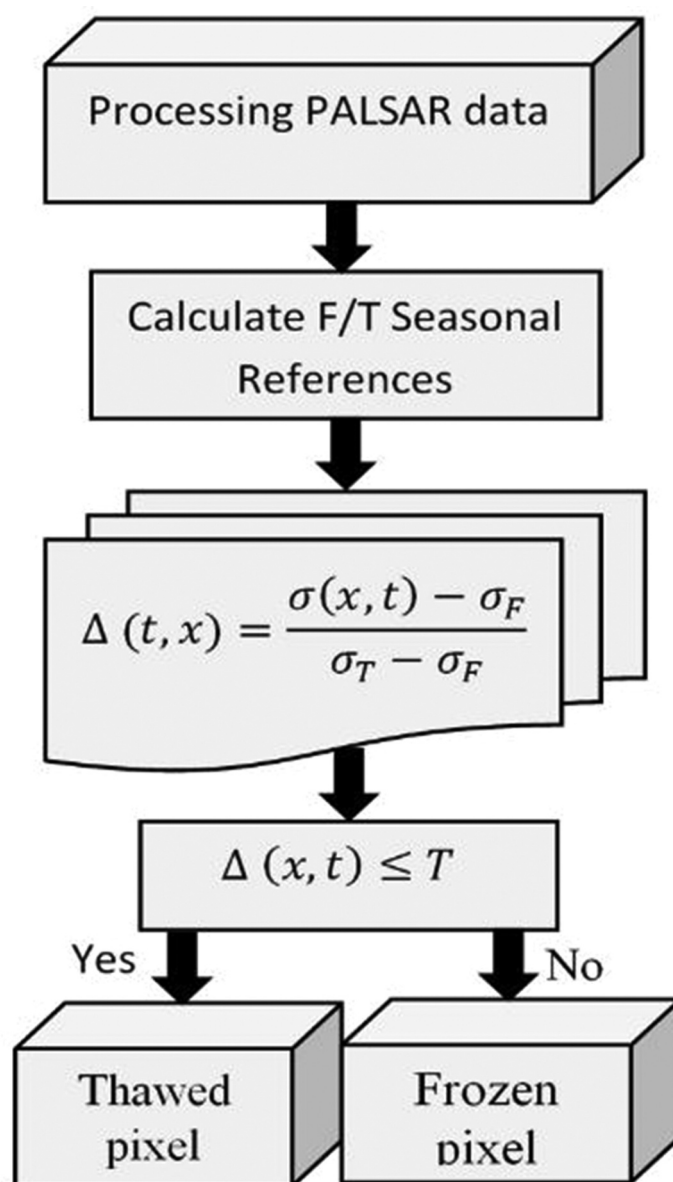 Processing PALSAR data
Calculate F/T Seasonal
References
Δ (t, x) = σ(x, t) − σ_F / σ_T − σ_F
Δ (x, t) ≤ T
Yes
No
Thawed
pixel
Frozen
pixel